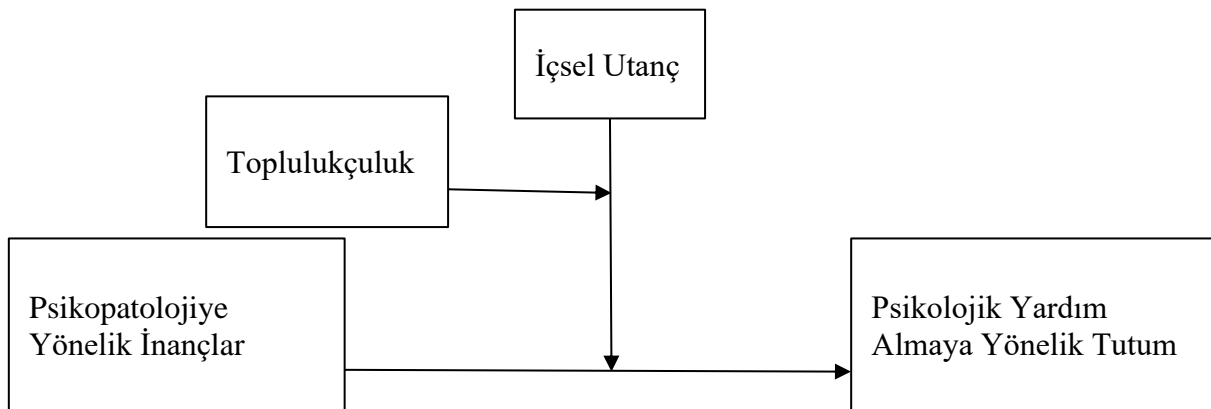 İçsel Utanç
Toplulukçuluk
Psikopatolojiye
Yönelik İnançlar
Psikolojik Yardım
Almaya Yönelik Tutum